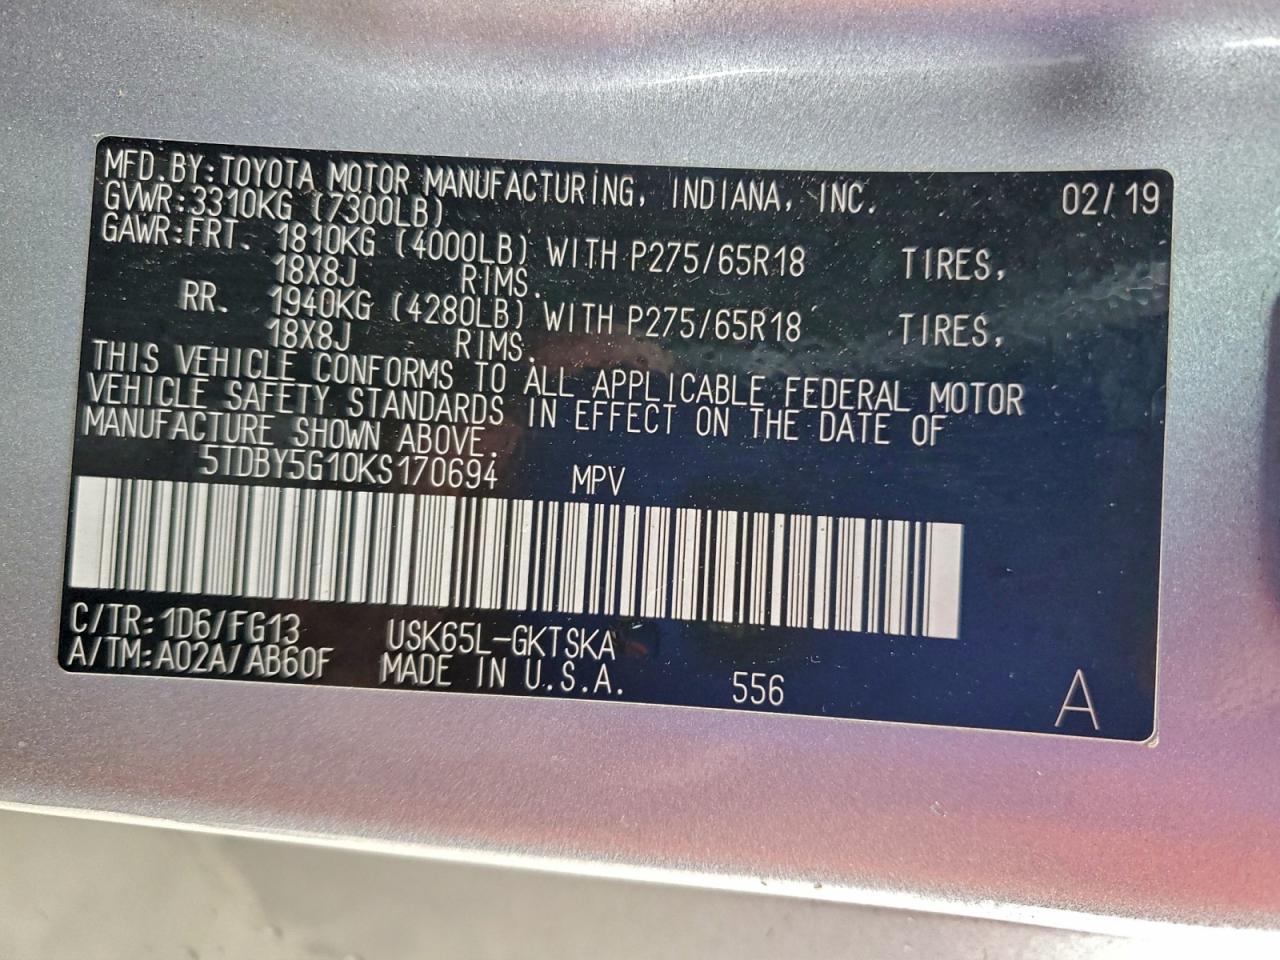 MFD.BY:TOYOTA MOTOR MANUFACTURING, INDIANA, INC. 02/19
GVWR:3310KG (7300LB)
GAWR:FRT. 1810KG (4000LB) WITH P275/65R18 TIRES,
18X8J RIMS.
RR. 1940KG (4280LB) WITH P275/65R18 TIRES,
18X8J RIMS.
THIS VEHICLE CONFORMS TO ALL APPLICABLE FEDERAL MOTOR
VEHICLE SAFETY STANDARDS IN EFFECT ON THE DATE OF
MANUFACTURE SHOWN ABOVE.
5TDBY5G10KS170694 MPV
C/TR:1D6/FG13 USK65L-GKTSKA
A/TM:A02A/AB60F MADE IN U.S.A. 556 A